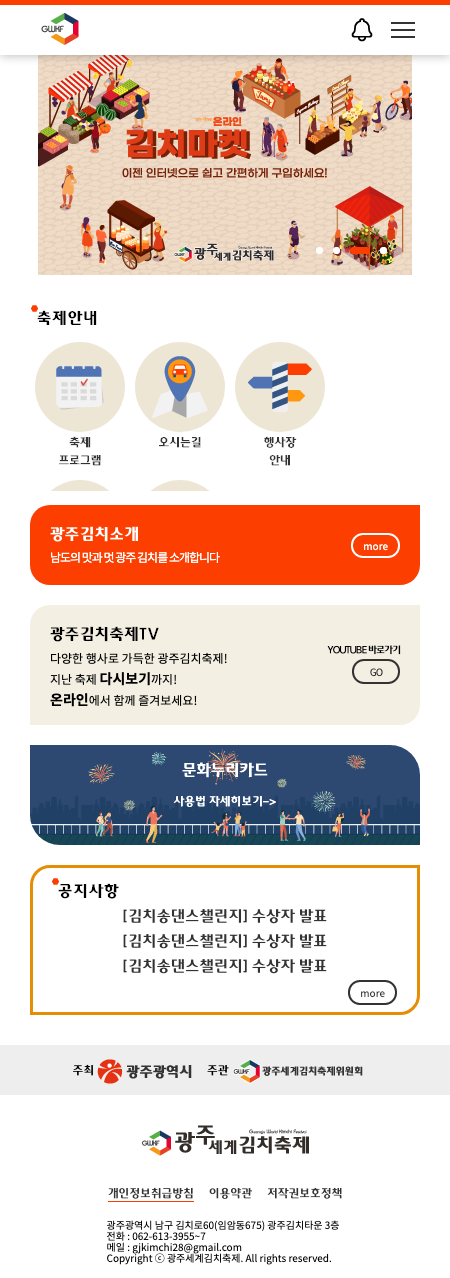 GWKF
온라인
김치마켓
이젠 인터넷으로 쉽고 간편하게 구입하세요!
광주세계김치축제
축제안내
축제
프로그램
오시는길
행사장
안내
광주김치소개
남도의 맛과 멋 광주 김치를 소개합니다
more
광주김치축제TV
다양한 행사로 가득한 광주김치축제!
지난 축제 다시보기까지!
온라인에서 함께 즐겨보세요!
YOUTUBE 바로가기
GO
문화누리카드
사용법 자세히보기->
공지사항
[김치송댄스챌린지] 수상자 발표
[김치송댄스챌린지] 수상자 발표
[김치송댄스챌린지] 수상자 발표
more
주최 광주광역시 주관 GWKF 광주세계김치축제위원회
GWKF 광주세계김치축제
Gwangju World Kimchi Festival
개인정보취급방침 이용약관 저작권보호정책
광주광역시 남구 김치로60(임암동675) 광주김치타운 3층
전화 : 062-613-3955~7
메일 : gjkimchi28@gmail.com
Copyright ⓒ 광주세계김치축제. All rights reserved.